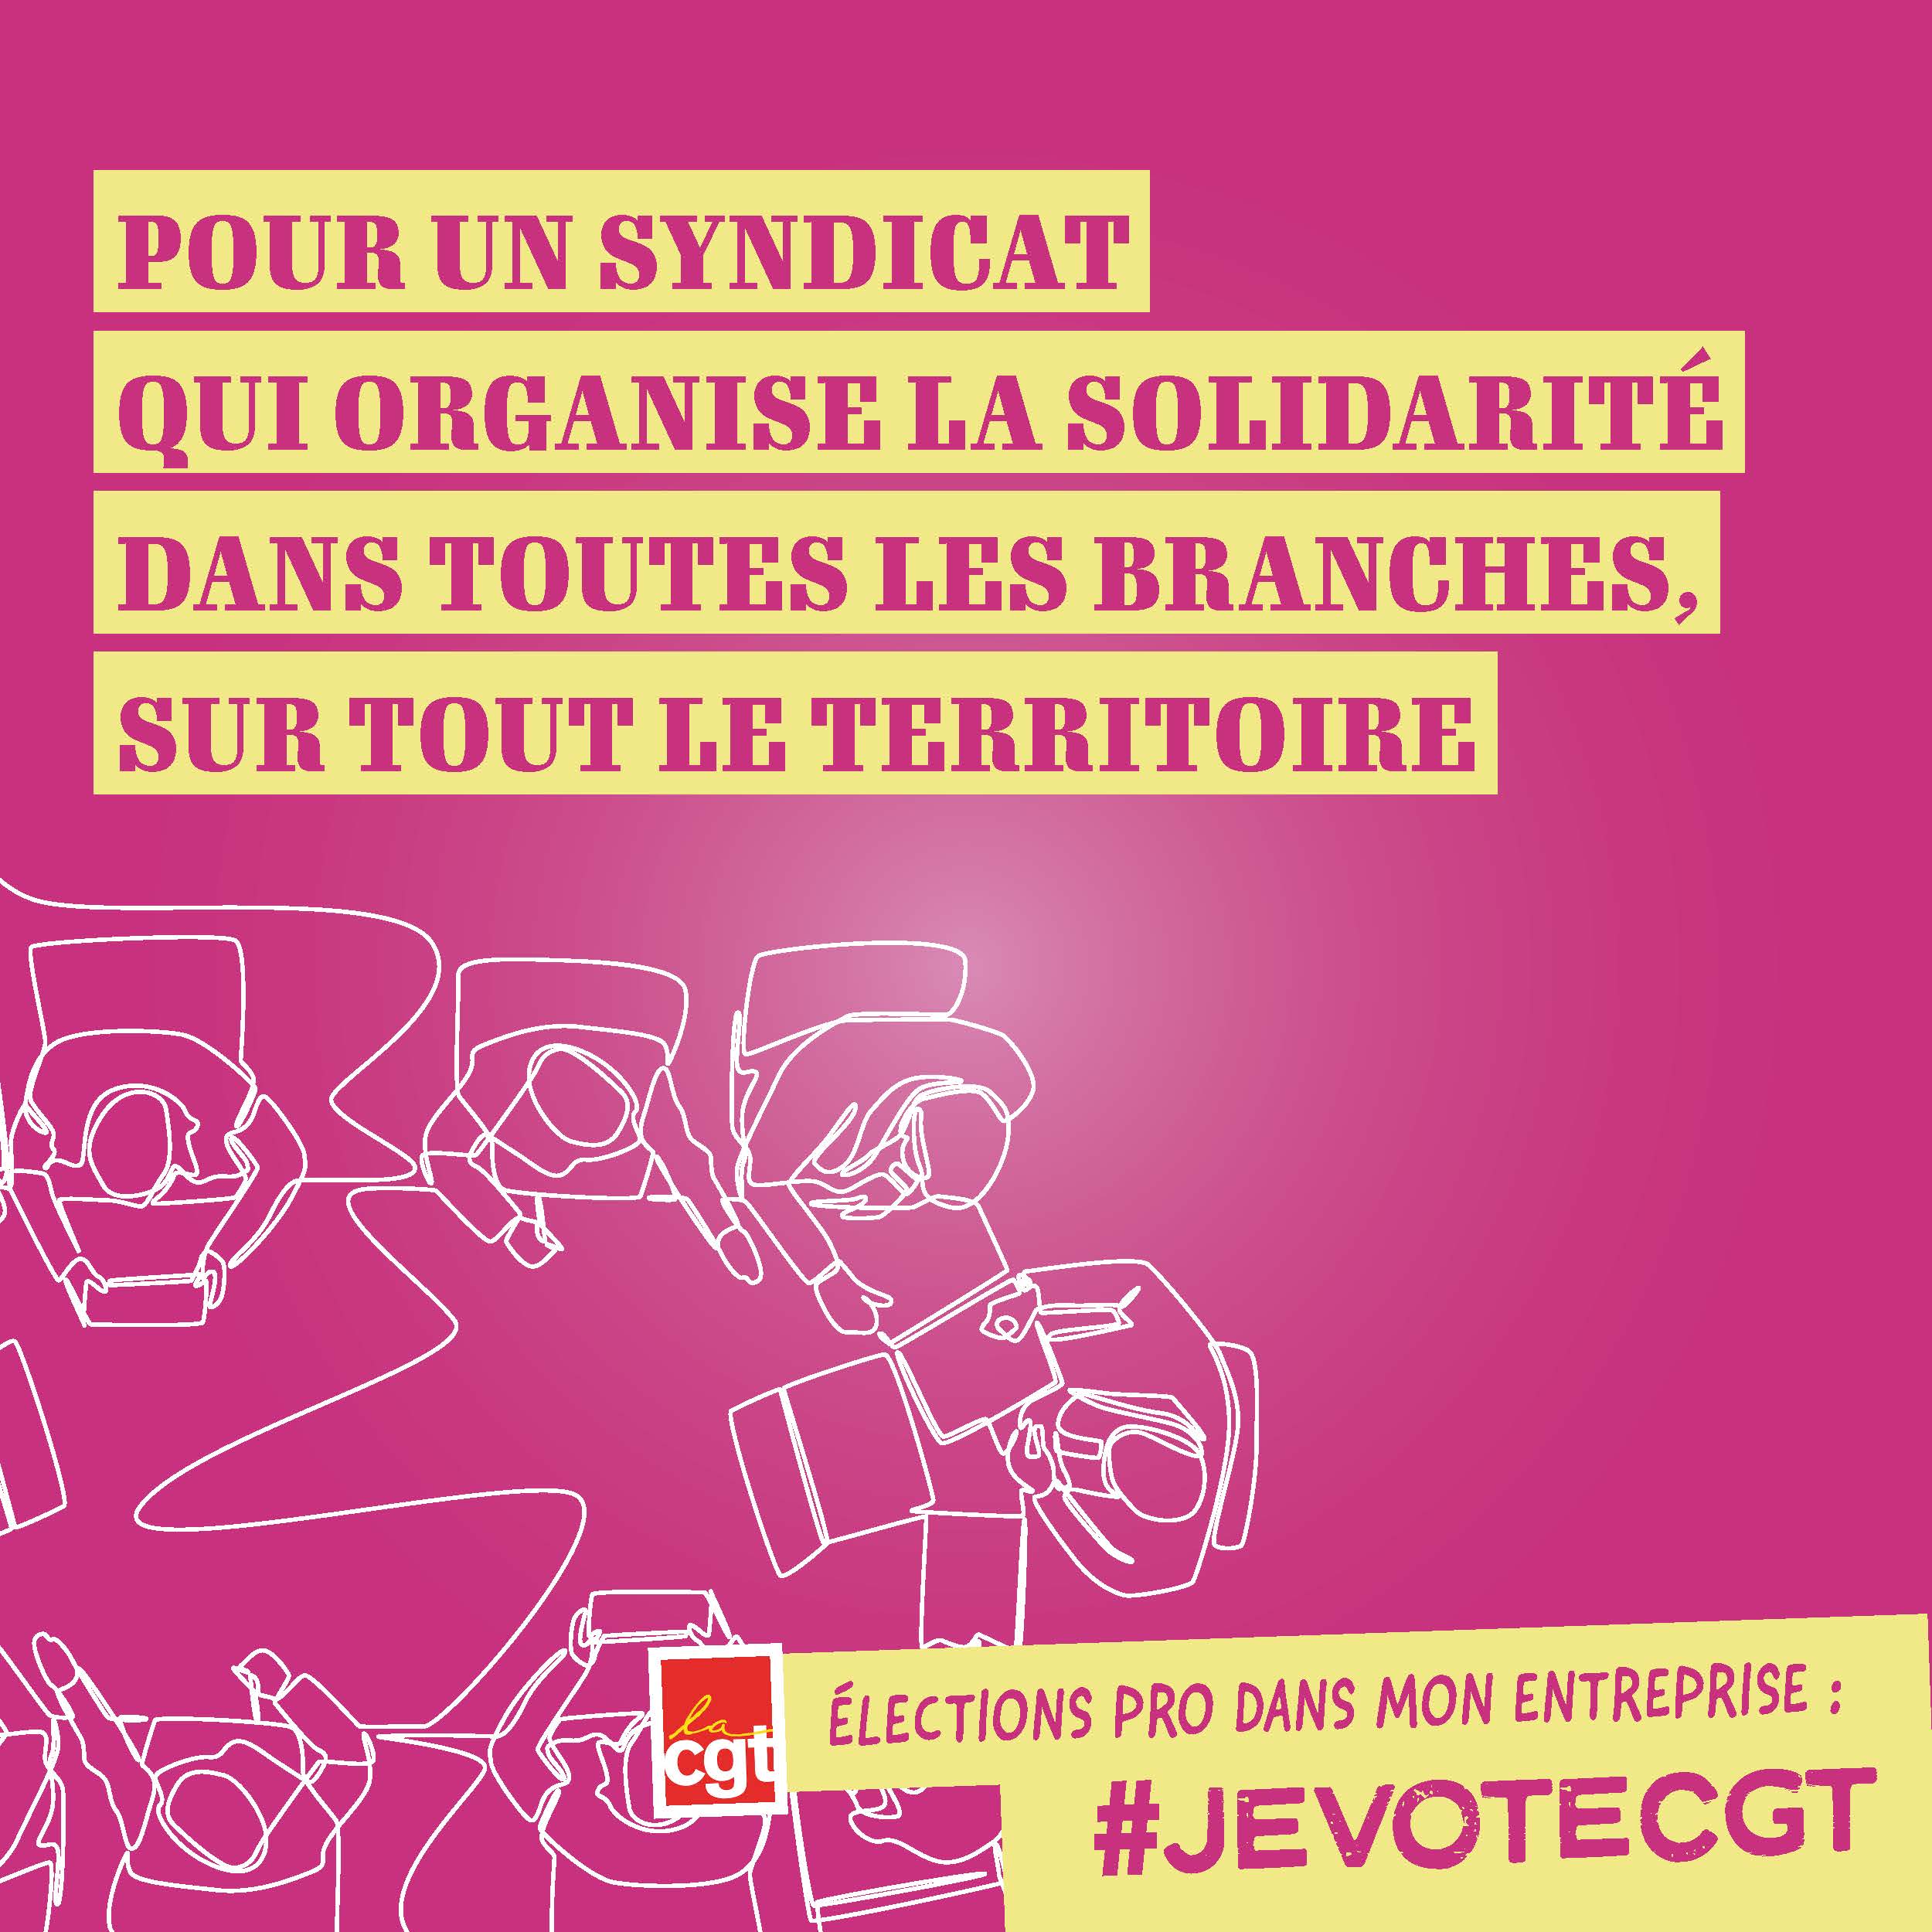 POUR UN SYNDICAT
QUI ORGANISE LA SOLIDARITÉ
DANS TOUTES LES BRANCHES,
SUR TOUT LE TERRITOIRE
la
cgt
ÉLECTIONS PRO DANS MON ENTREPRISE :
#JEVOTECGT